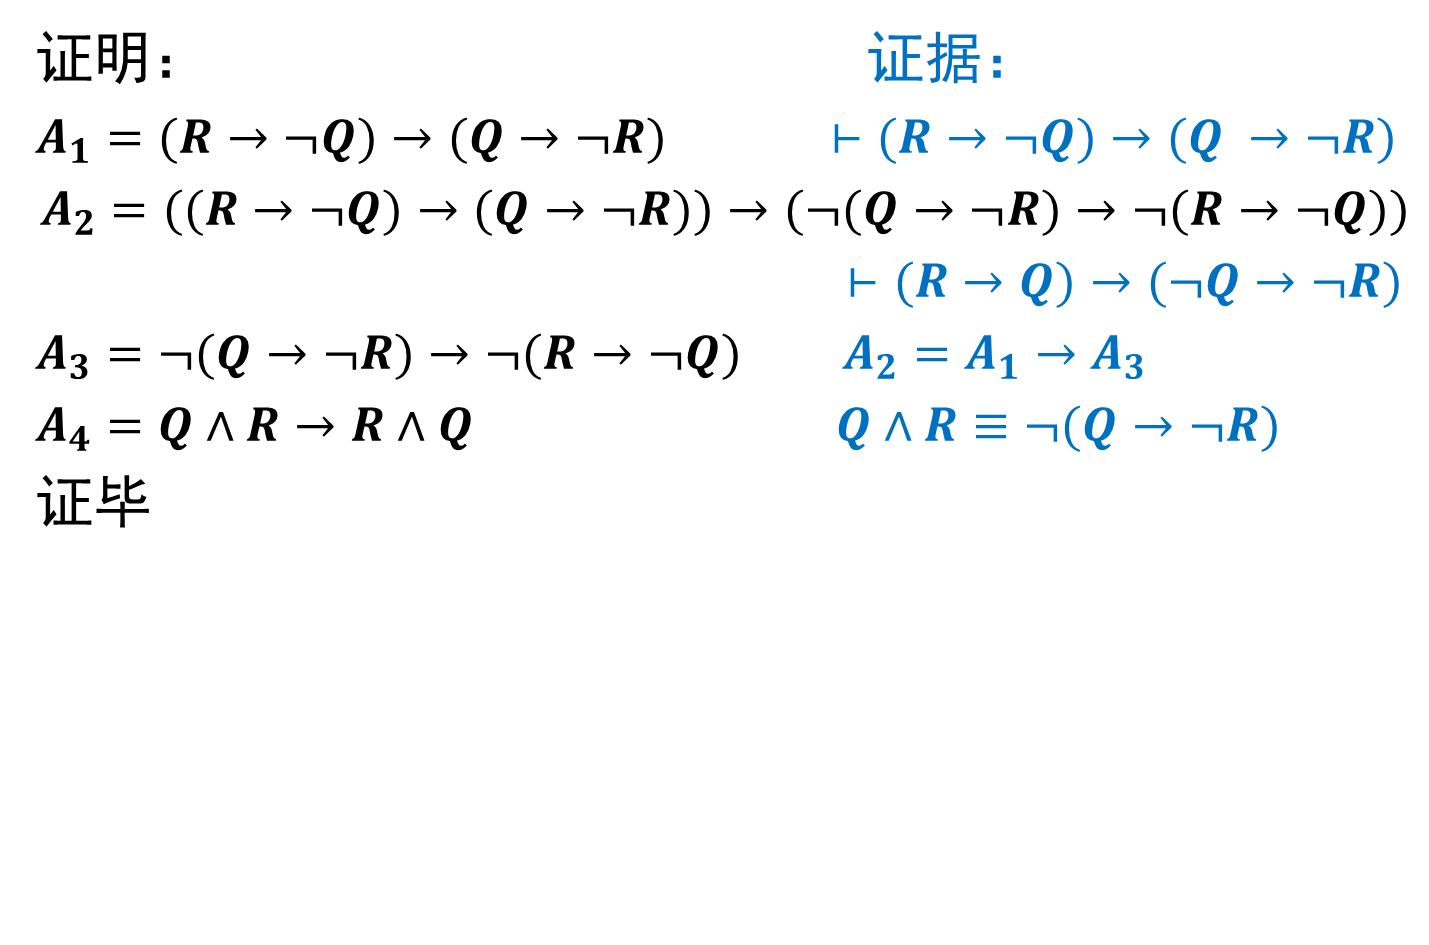 证明： 证据：
A₁ = (R → ¬Q) → (Q → ¬R) ⊢ (R → ¬Q) → (Q → ¬R)
A₂ = ((R → ¬Q) → (Q → ¬R)) → (¬(Q → ¬R) → ¬(R → ¬Q))
⊢ (R → Q) → (¬Q → ¬R)
A₃ = ¬(Q → ¬R) → ¬(R → ¬Q) A₂ = A₁ → A₃
A₄ = Q ∧ R → R ∧ Q Q ∧ R ≡ ¬(Q → ¬R)
证毕